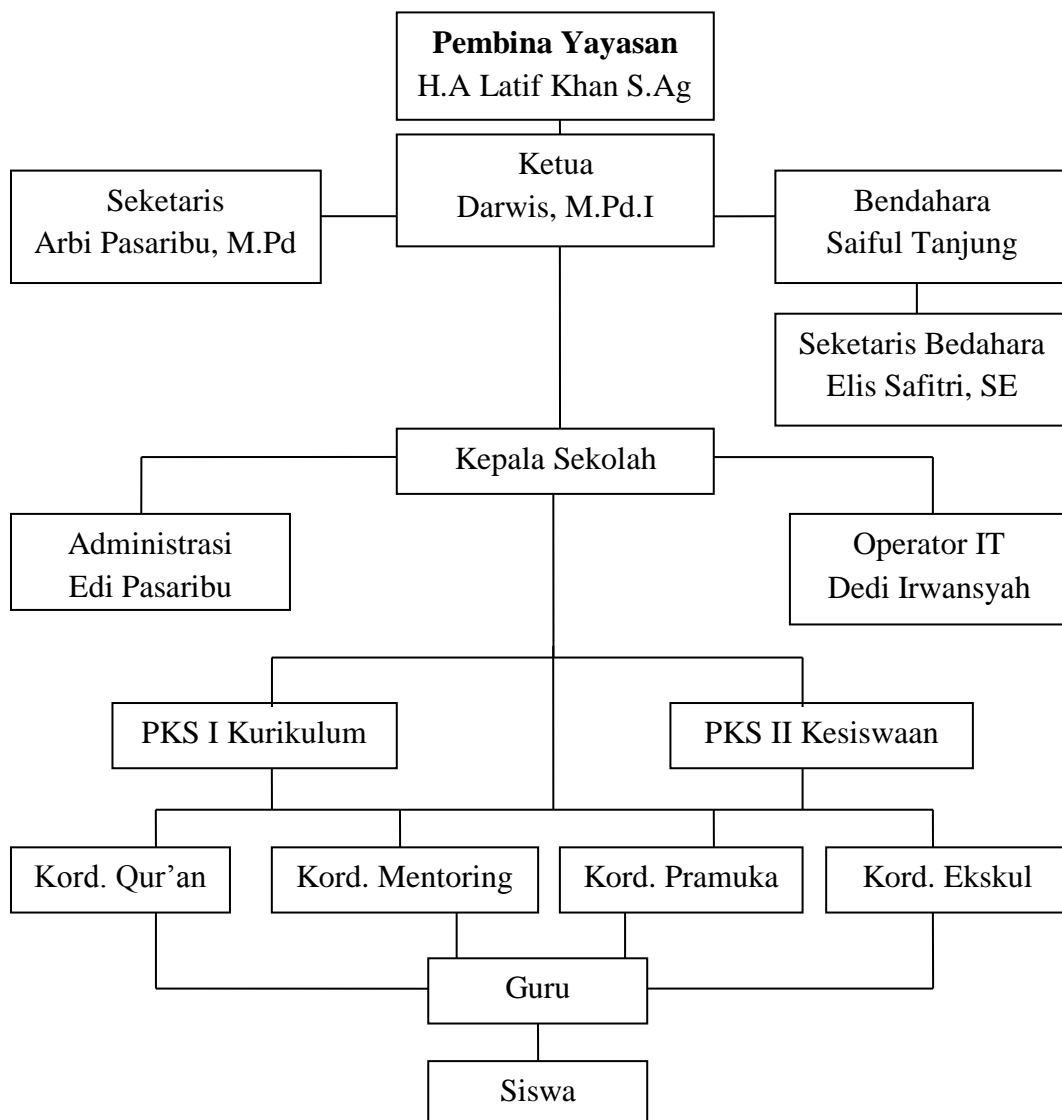 Pembina Yayasan
H.A Latif Khan S.Ag
Ketua
Darwis, M.Pd.I
Seketaris
Arbi Pasaribu, M.Pd
Bendahara
Saiful Tanjung
Seketaris Bedahara
Elis Safitri, SE
Kepala Sekolah
Administrasi
Edi Pasaribu
Operator IT
Dedi Irwansyah
PKS I Kurikulum
PKS II Kesiswaan
Kord. Qur’an
Kord. Mentoring
Kord. Pramuka
Kord. Ekskul
Guru
Siswa